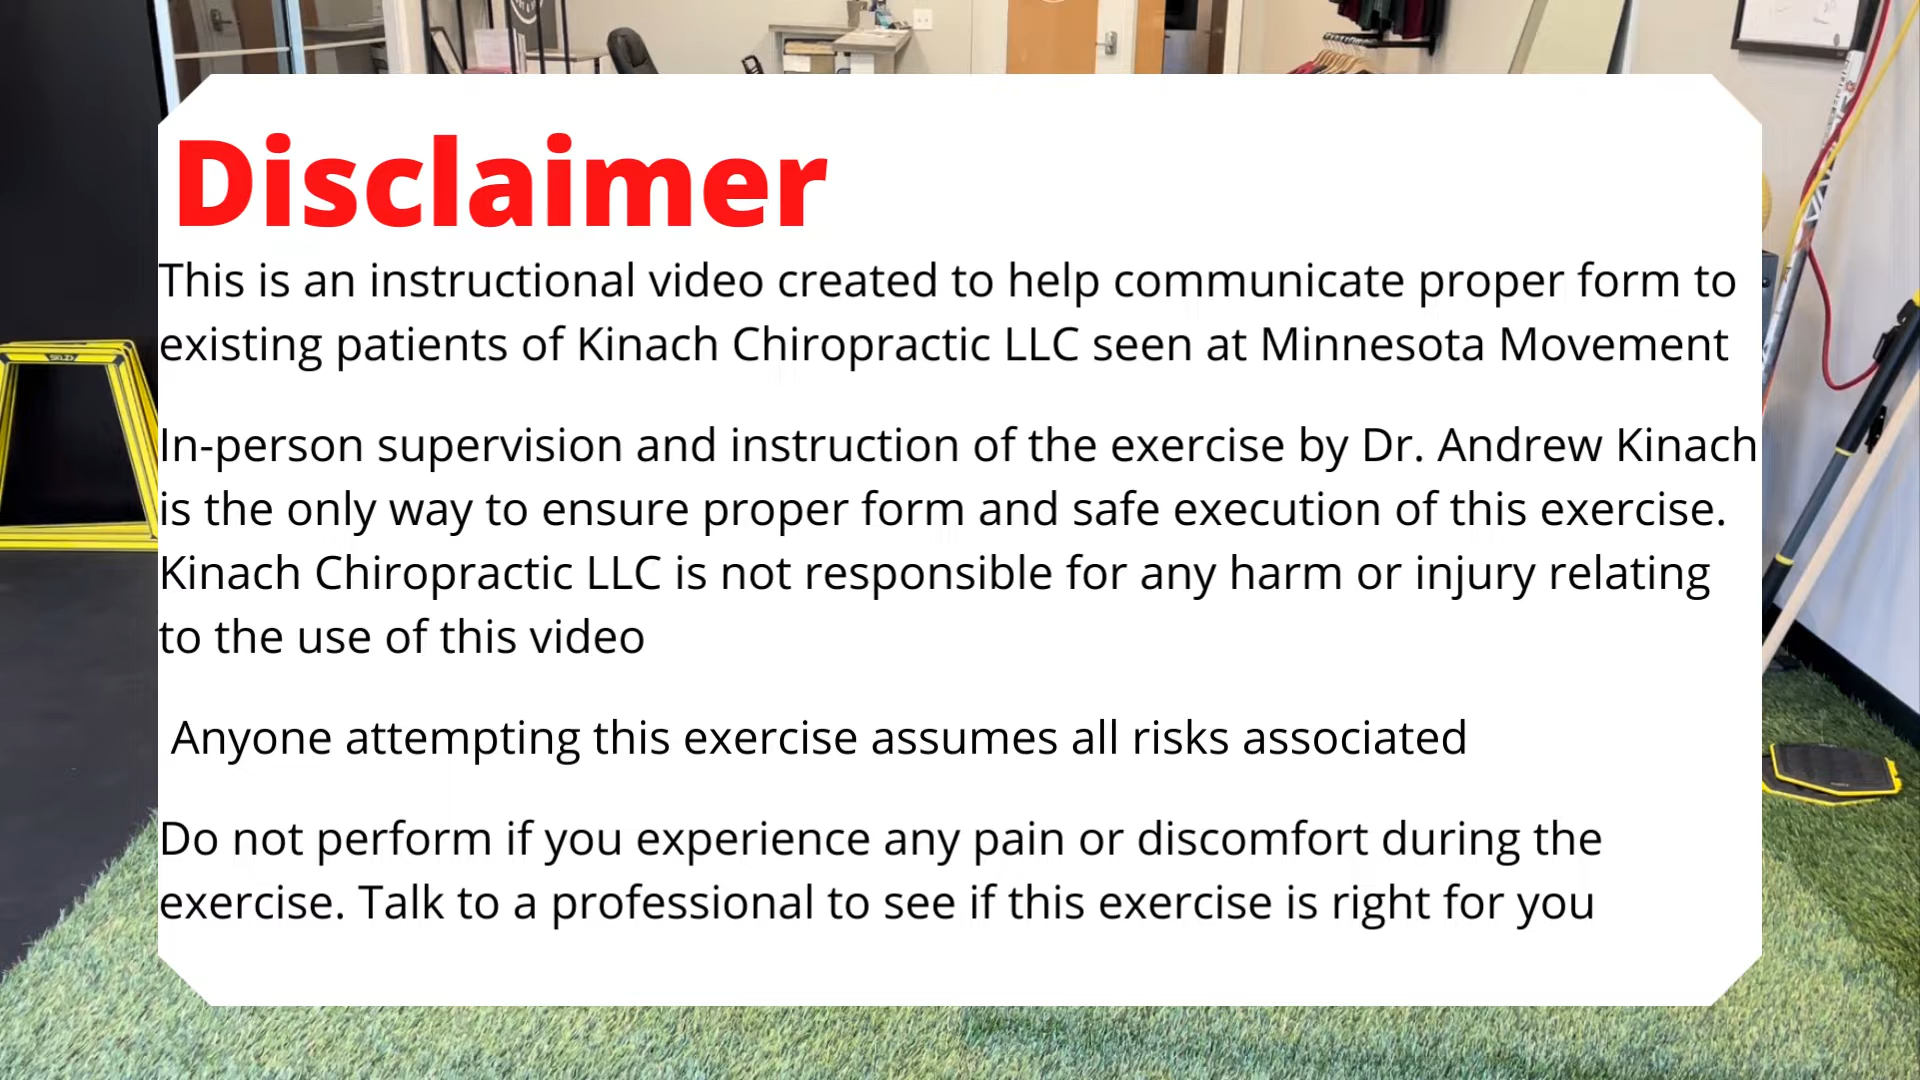 Disclaimer
This is an instructional video created to help communicate proper form to
existing patients of Kinach Chiropractic LLC seen at Minnesota Movement
In-person supervision and instruction of the exercise by Dr. Andrew Kinach
is the only way to ensure proper form and safe execution of this exercise.
Kinach Chiropractic LLC is not responsible for any harm or injury relating
to the use of this video
Anyone attempting this exercise assumes all risks associated
Do not perform if you experience any pain or discomfort during the
exercise. Talk to a professional to see if this exercise is right for you
SKLZ